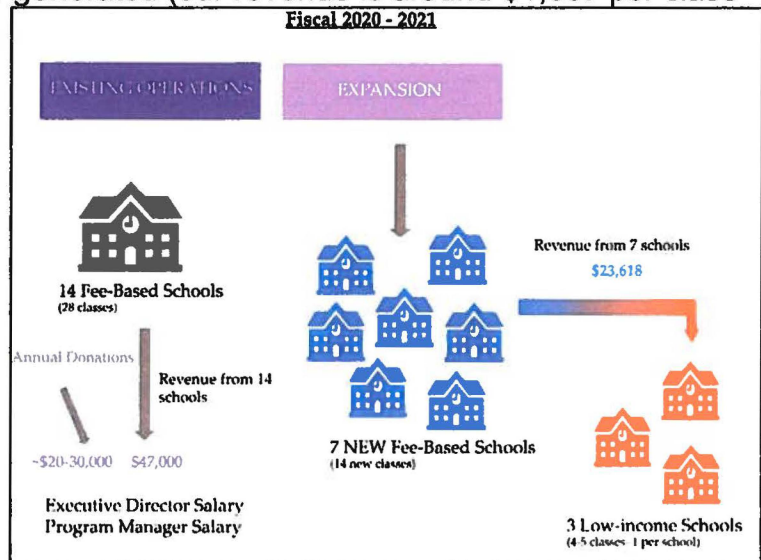 Fiscal 2020 - 2021
EXISTING OPERATIONS
EXPANSION
14 Fee-Based Schools
(28 classes)
Annual Donations
Revenue from 14
schools
~$20-30,000 $47,000
Executive Director Salary
Program Manager Salary
7 NEW Fee-Based Schools
(14 new classes)
Revenue from 7 schools
$23,618
3 Low-income Schools
(4-5 classes- 1 per school)